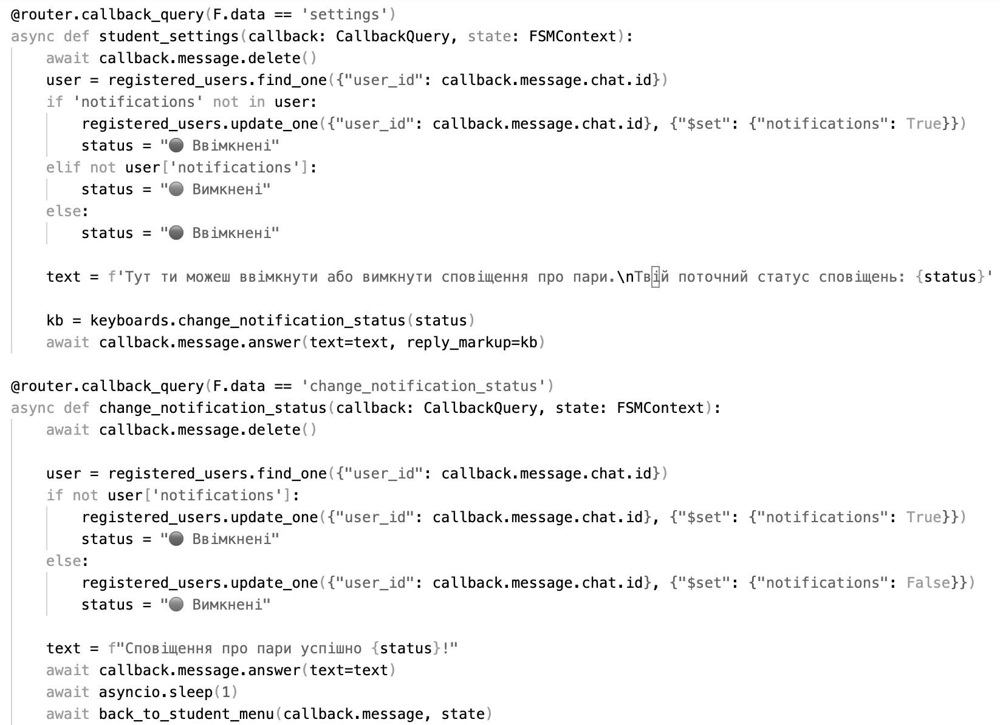 @router.callback_query(F.data == 'settings')
async def student_settings(callback: CallbackQuery, state: FSMContext):
    await callback.message.delete()
    user = registered_users.find_one({"user_id": callback.message.chat.id})
    if 'notifications' not in user:
        registered_users.update_one({"user_id": callback.message.chat.id}, {"$set": {"notifications": True}})
        status = "⚫ Ввімкнені"
    elif not user['notifications']:
        status = "⚫ Вимкнені"
    else:
        status = "⚫ Ввімкнені"
    text = f'Тут ти можеш ввімкнути або вимкнути сповіщення про пари.\nТвій поточний статус сповіщень: {status}'
    kb = keyboards.change_notification_status(status)
    await callback.message.answer(text=text, reply_markup=kb)
@router.callback_query(F.data == 'change_notification_status')
async def change_notification_status(callback: CallbackQuery, state: FSMContext):
    await callback.message.delete()
    user = registered_users.find_one({"user_id": callback.message.chat.id})
    if not user['notifications']:
        registered_users.update_one({"user_id": callback.message.chat.id}, {"$set": {"notifications": True}})
        status = "⚫ Ввімкнені"
    else:
        registered_users.update_one({"user_id": callback.message.chat.id}, {"$set": {"notifications": False}})
        status = "⚫ Вимкнені"
    text = f"Сповіщення про пари успішно {status}!"
    await callback.message.answer(text=text)
    await asyncio.sleep(1)
    await back_to_student_menu(callback.message, state)